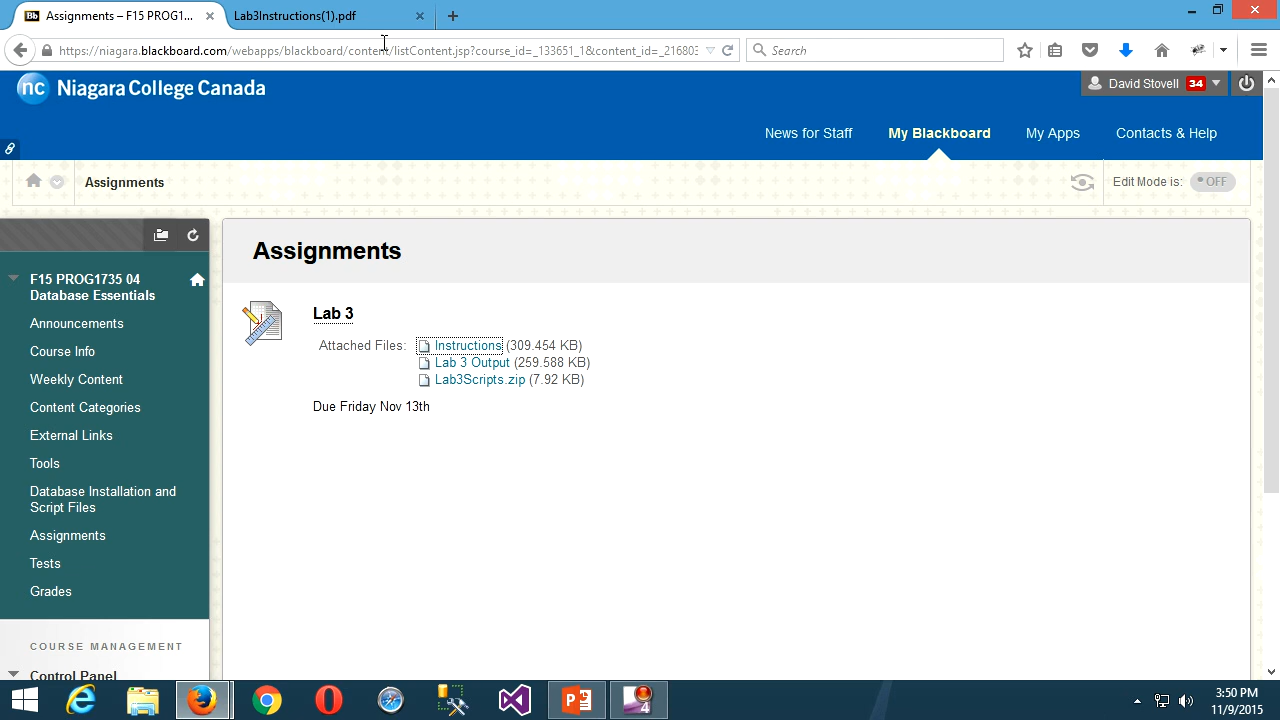 Bb Assignments – F15 PROG1...
Lab3Instructions(1).pdf
https://niagara.blackboard.com/webapps/blackboard/content/listContent.jsp?course_id=_133651_1&content_id=_216803
Search
nc Niagara College Canada
David Stovell 34
News for Staff My Blackboard My Apps Contacts & Help
Assignments
Edit Mode is: OFF
F15 PROG1735 04
Database Essentials
Announcements
Course Info
Weekly Content
Content Categories
External Links
Tools
Database Installation and
Script Files
Assignments
Tests
Grades
COURSE MANAGEMENT
Control Panel
Assignments
Lab 3
Attached Files: Instructions (309.454 KB)
Lab 3 Output (259.588 KB)
Lab3Scripts.zip (7.92 KB)
Due Friday Nov 13th
4
3:50 PM
11/9/2015